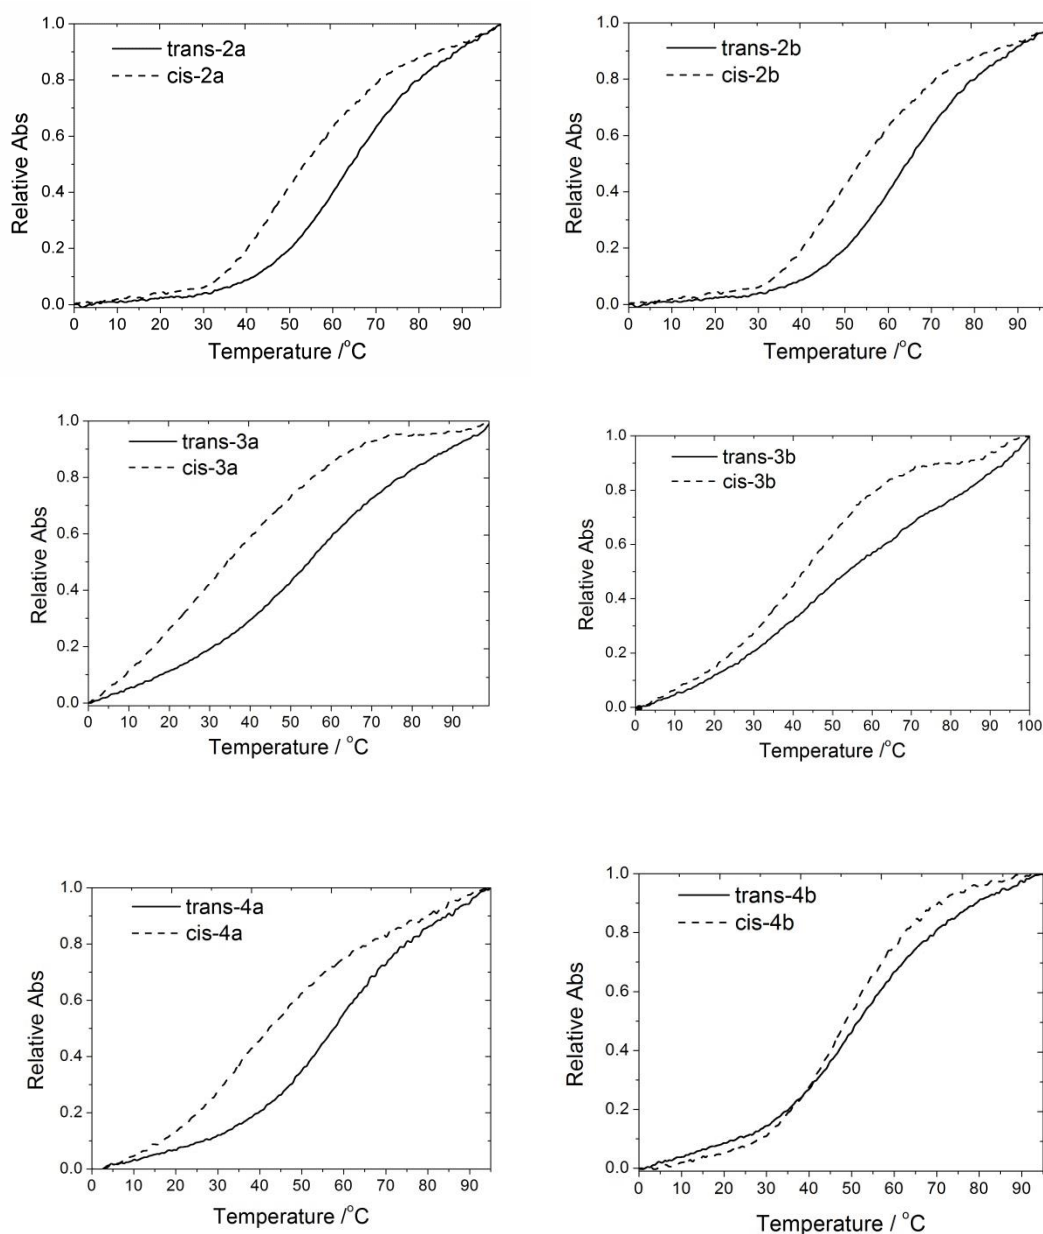 1.0
0.8
0.6
0.4
0.2
0.0
Relative Abs
trans-2a
cis-2a
0 10 20 30 40 50 60 70 80 90
Temperature /°C
1.0
0.8
0.6
0.4
0.2
0.0
Relative Abs
trans-2b
cis-2b
0 10 20 30 40 50 60 70 80 90
Temperature /°C
1.0
0.8
0.6
0.4
0.2
0.0
Relative Abs
trans-3a
cis-3a
0 10 20 30 40 50 60 70 80 90
Temperature / °C
1.0
0.8
0.6
0.4
0.2
0.0
Relative Abs
trans-3b
cis-3b
0 10 20 30 40 50 60 70 80 90 100
Temperature /°C
1.0
0.8
0.6
0.4
0.2
0.0
Relative Abs
trans-4a
cis-4a
0 10 20 30 40 50 60 70 80 90
Temperature /°C
1.0
0.8
0.6
0.4
0.2
0.0
Relative Abs
trans-4b
cis-4b
0 10 20 30 40 50 60 70 80 90
Temperature / °C